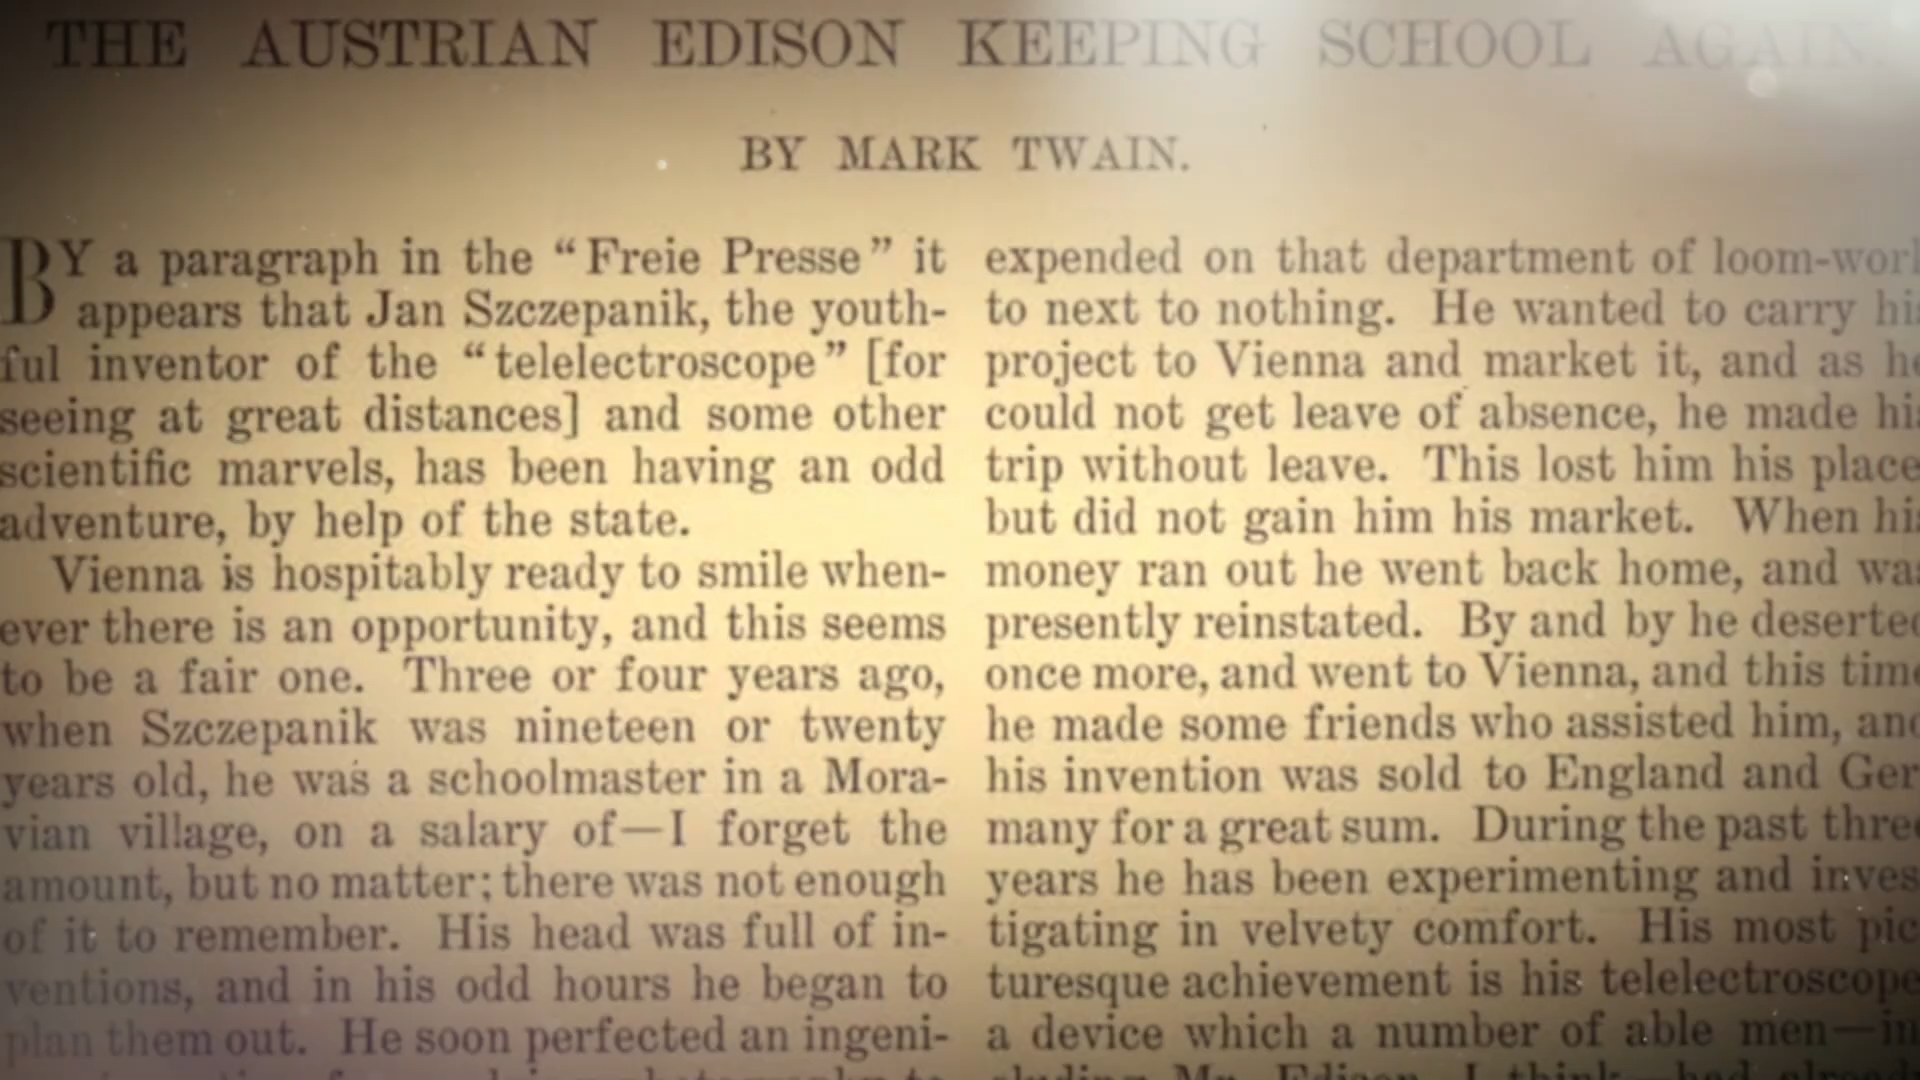 THE AUSTRIAN EDISON KEEPING SCHOOL AGAIN.
BY MARK TWAIN.
BY a paragraph in the “Freie Presse” it
appears that Jan Szczepanik, the youth-
ful inventor of the “telelectroscope” [for
seeing at great distances] and some other
scientific marvels, has been having an odd
adventure, by help of the state.
Vienna is hospitably ready to smile when-
ever there is an opportunity, and this seems
to be a fair one. Three or four years ago,
when Szczepanik was nineteen or twenty
years old, he was a schoolmaster in a Mora-
vian village, on a salary of—I forget the
amount, but no matter; there was not enough
of it to remember. His head was full of in-
ventions, and in his odd hours he began to
plan them out. He soon perfected an ingeni-
expended on that department of loom-work
to next to nothing. He wanted to carry his
project to Vienna and market it, and as he
could not get leave of absence, he made his
trip without leave. This lost him his place,
but did not gain him his market. When his
money ran out he went back home, and was
presently reinstated. By and by he deserted
once more, and went to Vienna, and this time
he made some friends who assisted him, and
his invention was sold to England and Ger-
many for a great sum. During the past three
years he has been experimenting and inves-
tigating in velvety comfort. His most pic-
turesque achievement is his telelectroscope,
a device which a number of able men—in-
cluding Mr. Edison, I think—had already